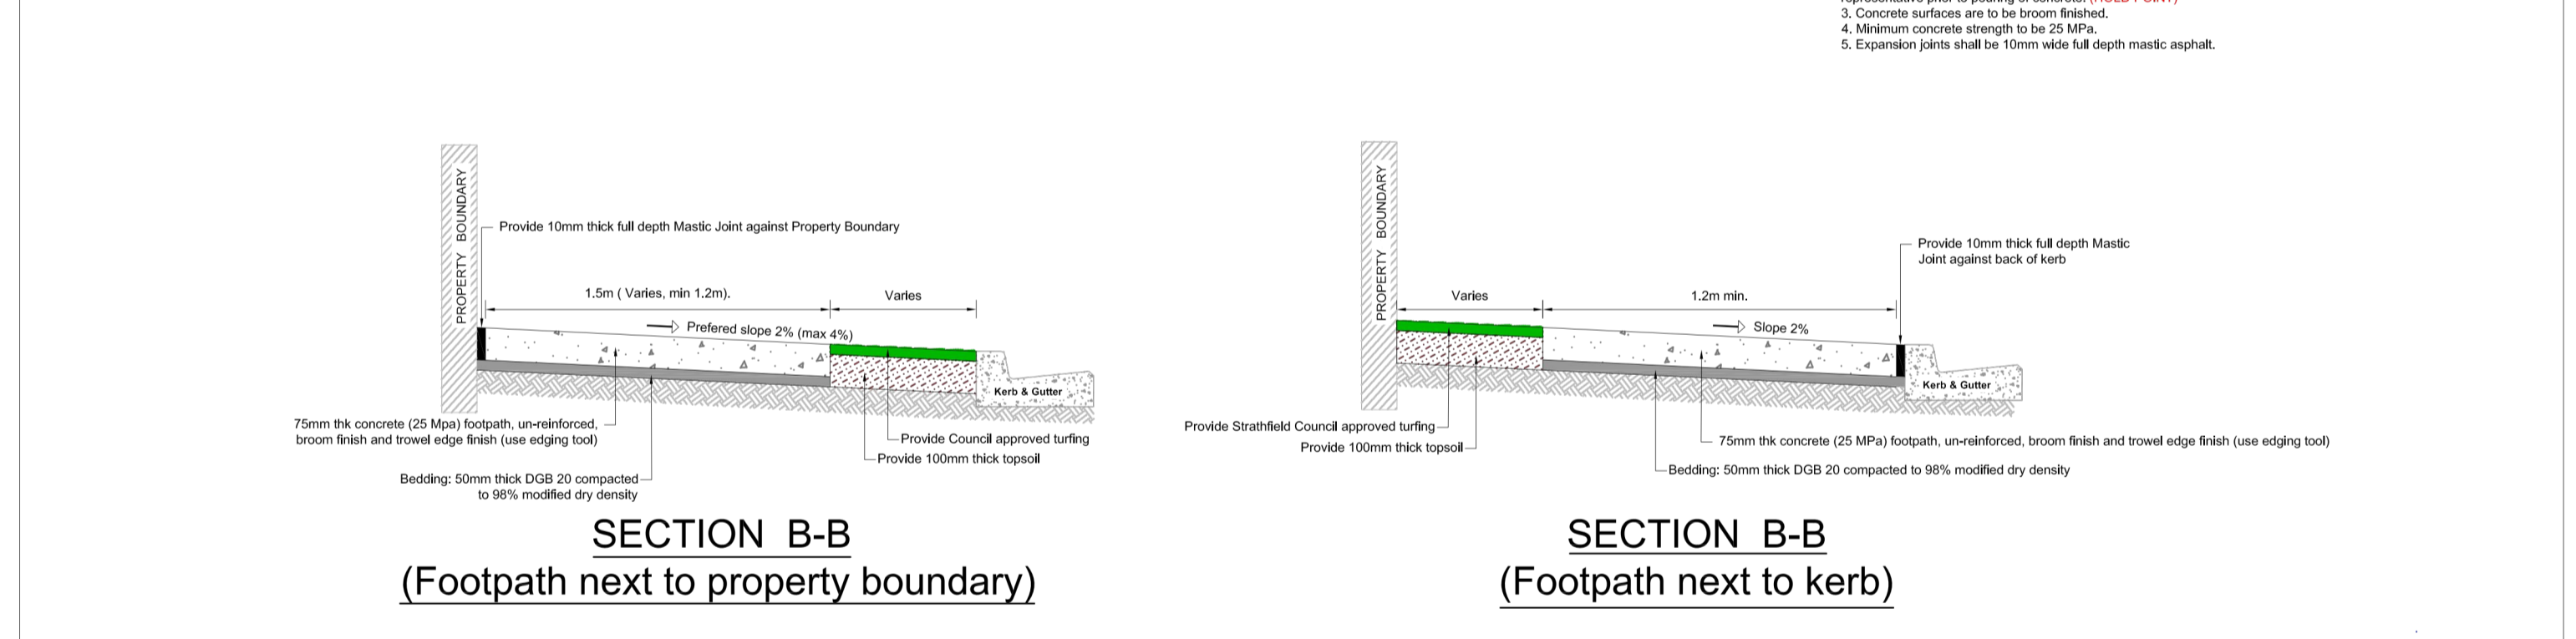 3. Concrete surfaces are to be broom finished.
4. Minimum concrete strength to be 25 MPa.
5. Expansion joints shall be 10mm wide full depth mastic asphalt.
PROPERTY BOUNDARY
Provide 10mm thick full depth Mastic Joint against Property Boundary
1.5m ( Varies, min 1.2m).
Varies
Prefered slope 2% (max 4%)
Kerb & Gutter
75mm thk concrete (25 Mpa) footpath, un-reinforced,
broom finish and trowel edge finish (use edging tool)
Provide Council approved turfing
Provide 100mm thick topsoil
Bedding: 50mm thick DGB 20 compacted
to 98% modified dry density
SECTION B-B
(Footpath next to property boundary)
PROPERTY BOUNDARY
Provide 10mm thick full depth Mastic
Joint against back of kerb
Varies
1.2m min.
Slope 2%
Kerb & Gutter
Provide Strathfield Council approved turfing
Provide 100mm thick topsoil
75mm thk concrete (25 MPa) footpath, un-reinforced, broom finish and trowel edge finish (use edging tool)
Bedding: 50mm thick DGB 20 compacted to 98% modified dry density
SECTION B-B
(Footpath next to kerb)